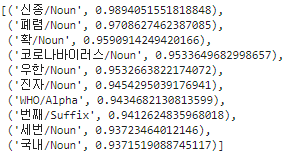 [('신종/Noun', 0.9894051551818848),
('폐렴/Noun', 0.9708627462387085),
('확/Noun', 0.9590914249420166),
('코로나바이러스/Noun', 0.9533649682998657),
('우한/Noun', 0.9532663822174072),
('진자/Noun', 0.9454295039176941),
('WHO/Alpha', 0.9434682130813599),
('번째/Suffix', 0.9412624835968018),
('세번/Noun', 0.93723464012146),
('국내/Noun', 0.9371519088745117)]